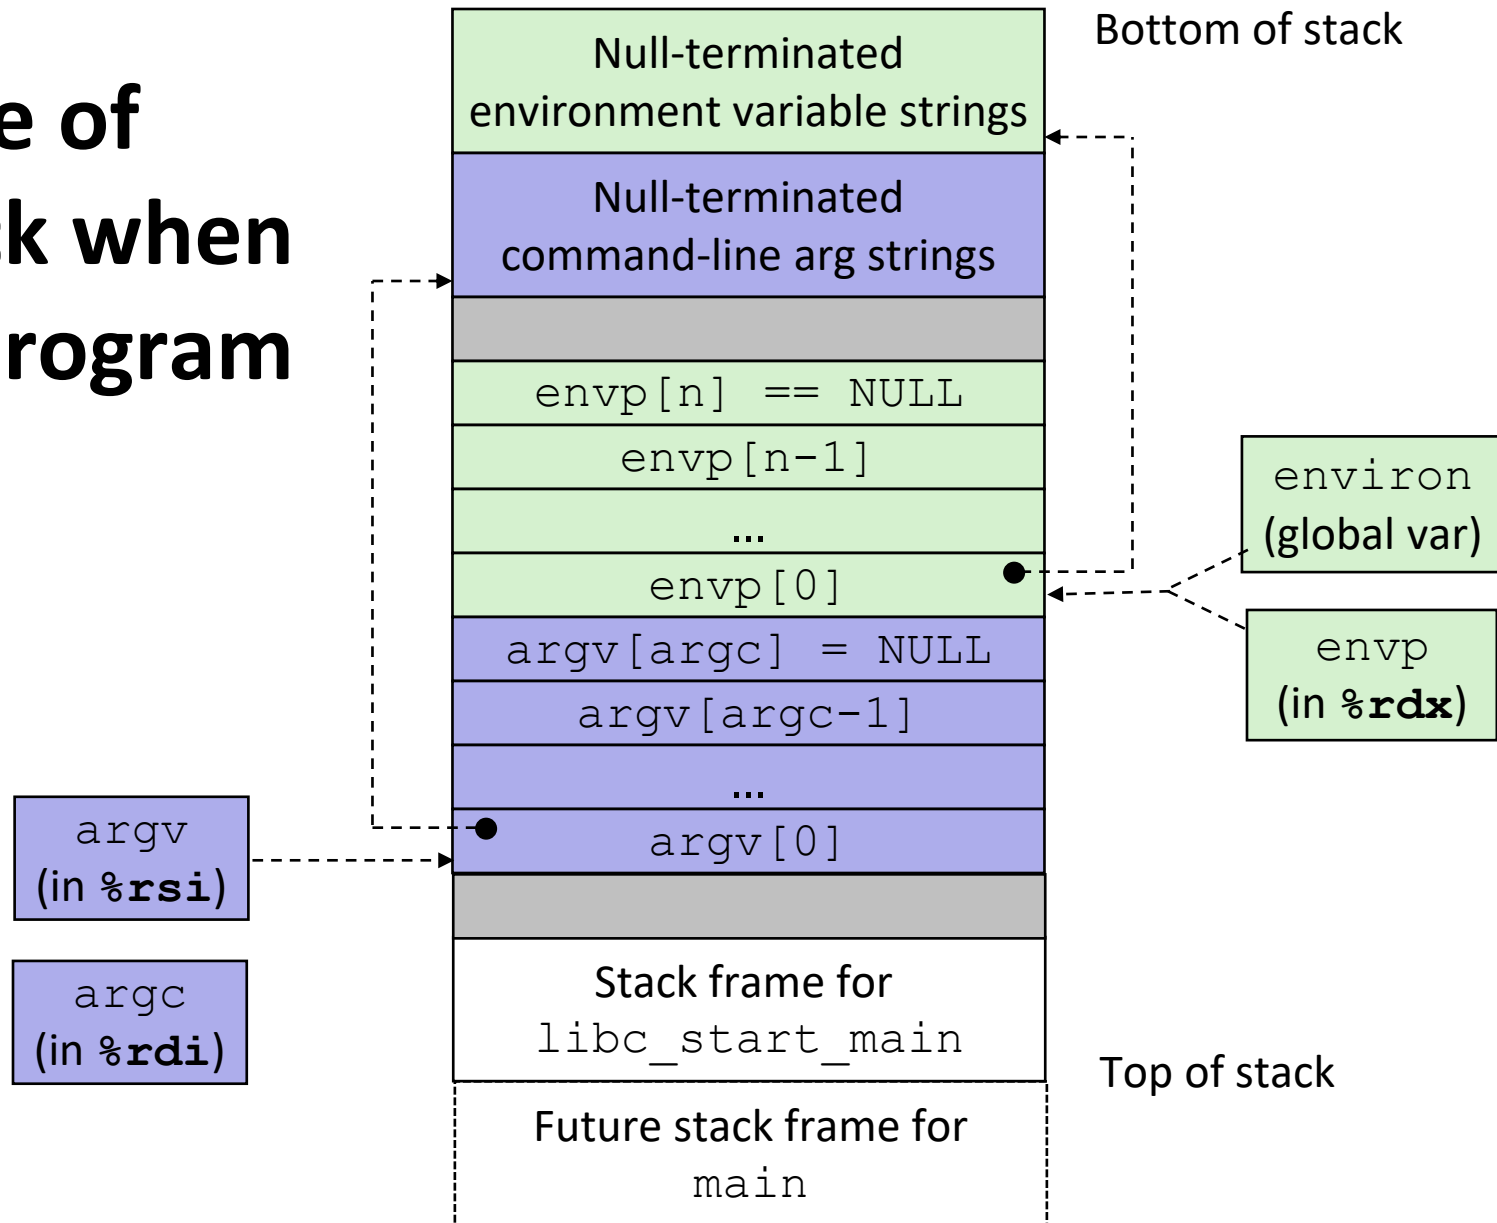 e of
ck when
rogram
Bottom of stack
Null-terminated
environment variable strings
Null-terminated
command-line arg strings
envp[n] == NULL
envp[n-1]
...
envp[0]
argv[argc] = NULL
argv[argc-1]
...
argv[0]
environ
(global var)
envp
(in %rdx)
argv
(in %rsi)
argc
(in %rdi)
Stack frame for
libc_start_main
Top of stack
Future stack frame for
main